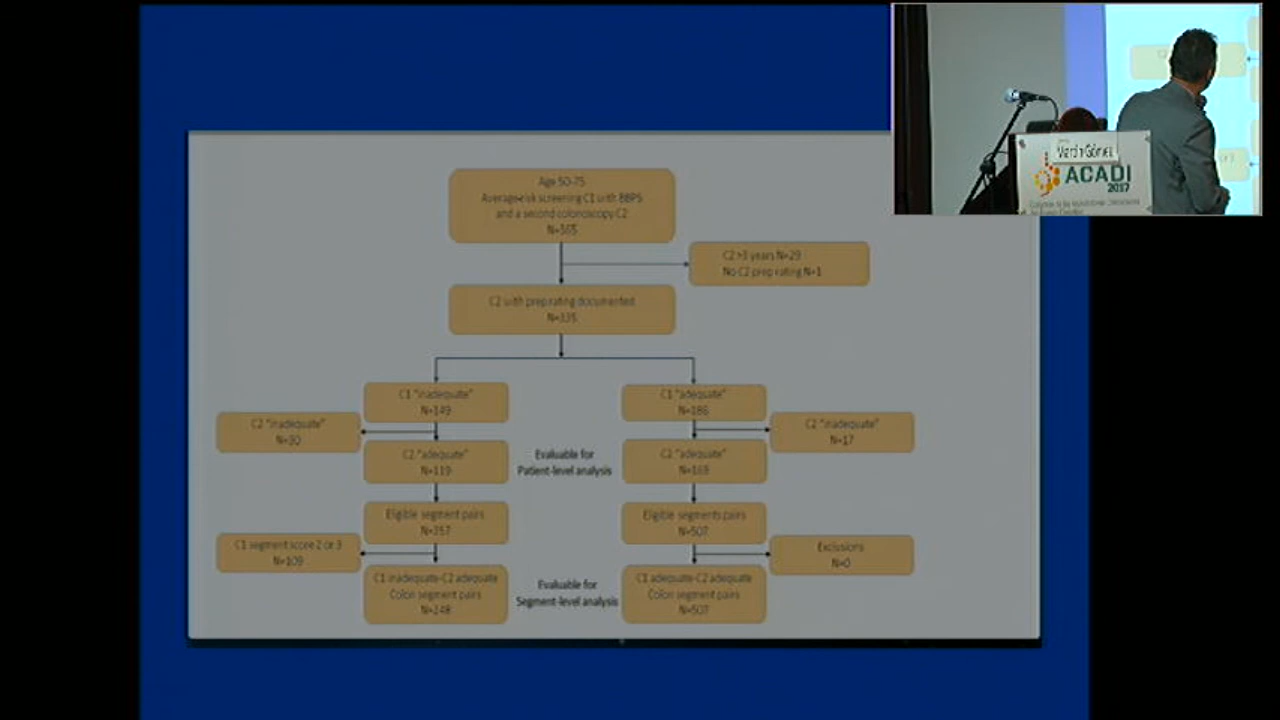 Age 50-75
Average-risk screening C1 with BBPS
and a second colonoscopy C2
N=365
C2 >3 years N=29
No C2 prep rating N=1
C2 with prep rating documented
N=335
C1 "inadequate"
N=149
C1 "adequate"
N=186
C2 "inadequate"
N=30
C2 "inadequate"
N=17
C2 "adequate"
N=119
Evaluable for
Patient-level analysis
C2 "adequate"
N=169
Eligible segment pairs
N=357
Eligible segments pairs
N=507
C1 segment score 2 or 3
N=109
Exclusions
N=0
C1 inadequate-C2 adequate
Colon segment pairs
N=248
Evaluable for
Segment-level analysis
C1 adequate-C2 adequate
Colon segment pairs
N=507
Martín Gómez
ACADI
2017